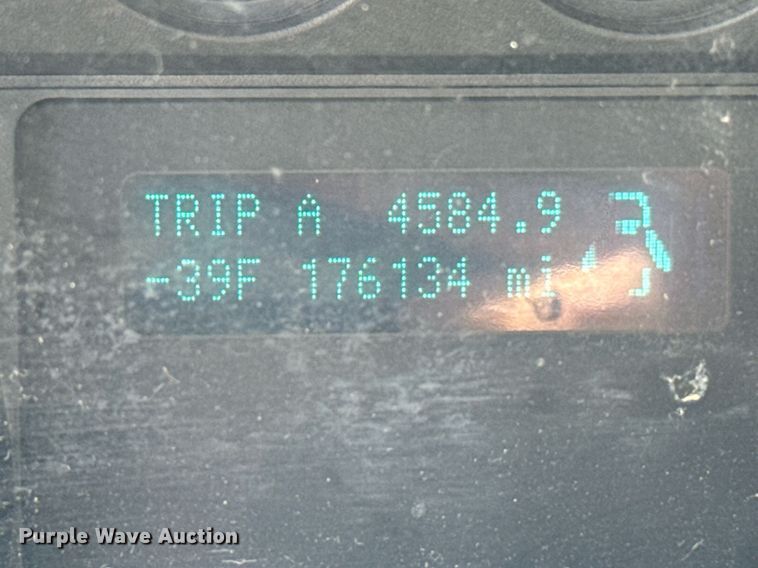 TRIP A 4584.9
-39F 176134 mi
Purple Wave Auction